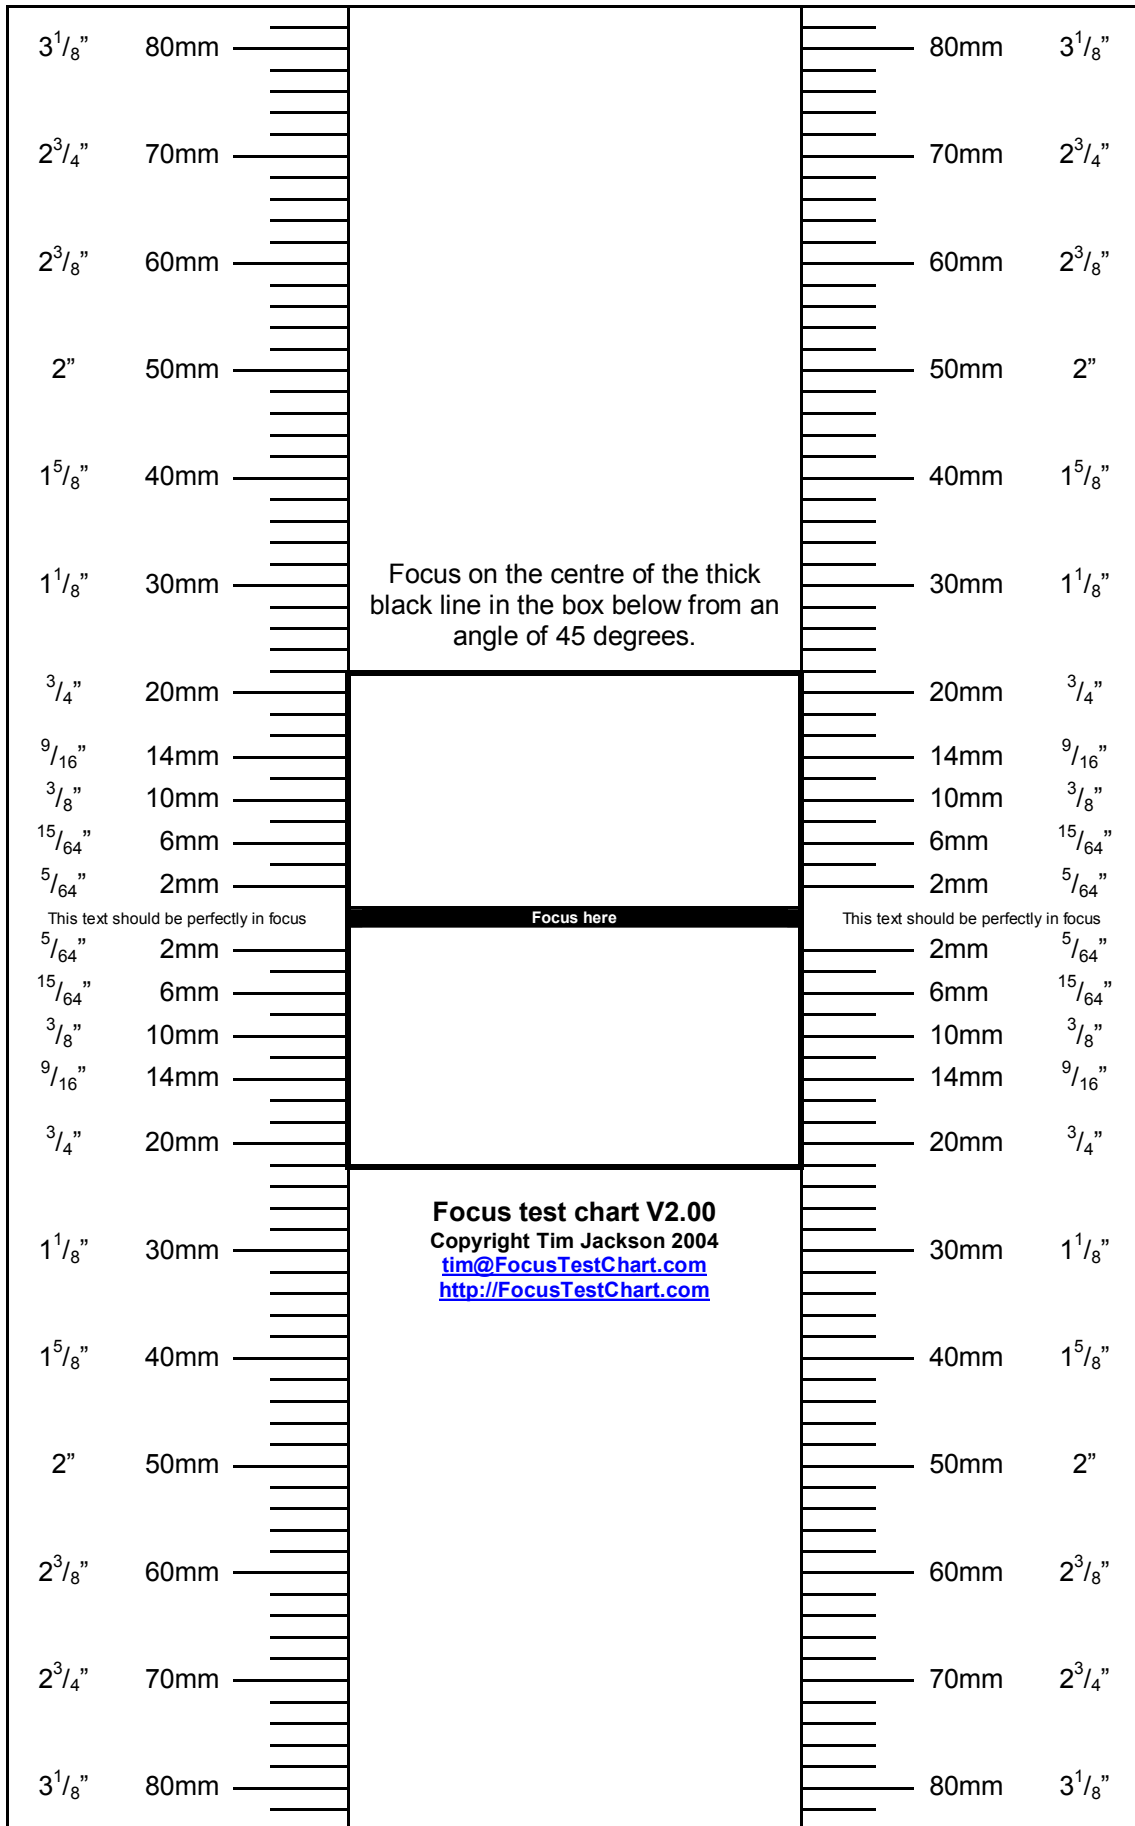 3 1/8” 80mm 80mm 3 1/8”
2 3/4” 70mm 70mm 2 3/4”
2 3/8” 60mm 60mm 2 3/8”
2” 50mm 50mm 2”
1 5/8” 40mm 40mm 1 5/8”
1 1/8” 30mm 30mm 1 1/8”
Focus on the centre of the thick
black line in the box below from an
angle of 45 degrees.
3/4” 20mm 20mm 3/4”
9/16” 14mm 14mm 9/16”
3/8” 10mm 10mm 3/8”
15/64” 6mm 6mm 15/64”
5/64” 2mm 2mm 5/64”
This text should be perfectly in focus Focus here This text should be perfectly in focus
5/64” 2mm 2mm 5/64”
15/64” 6mm 6mm 15/64”
3/8” 10mm 10mm 3/8”
9/16” 14mm 14mm 9/16”
3/4” 20mm 20mm 3/4”
Focus test chart V2.00
Copyright Tim Jackson 2004
tim@FocusTestChart.com
http://FocusTestChart.com
1 1/8” 30mm 30mm 1 1/8”
1 5/8” 40mm 40mm 1 5/8”
2” 50mm 50mm 2”
2 3/8” 60mm 60mm 2 3/8”
2 3/4” 70mm 70mm 2 3/4”
3 1/8” 80mm 80mm 3 1/8”